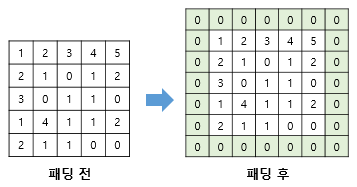 1 2 3 4 5
2 1 0 1 2
3 0 1 1 0
1 4 1 1 2
2 1 1 0 0
패딩 전
0 0 0 0 0 0 0
0 1 2 3 4 5 0
0 2 1 0 1 2 0
0 3 0 1 1 0 0
0 1 4 1 1 2 0
0 2 1 1 0 0 0
0 0 0 0 0 0 0
패딩 후